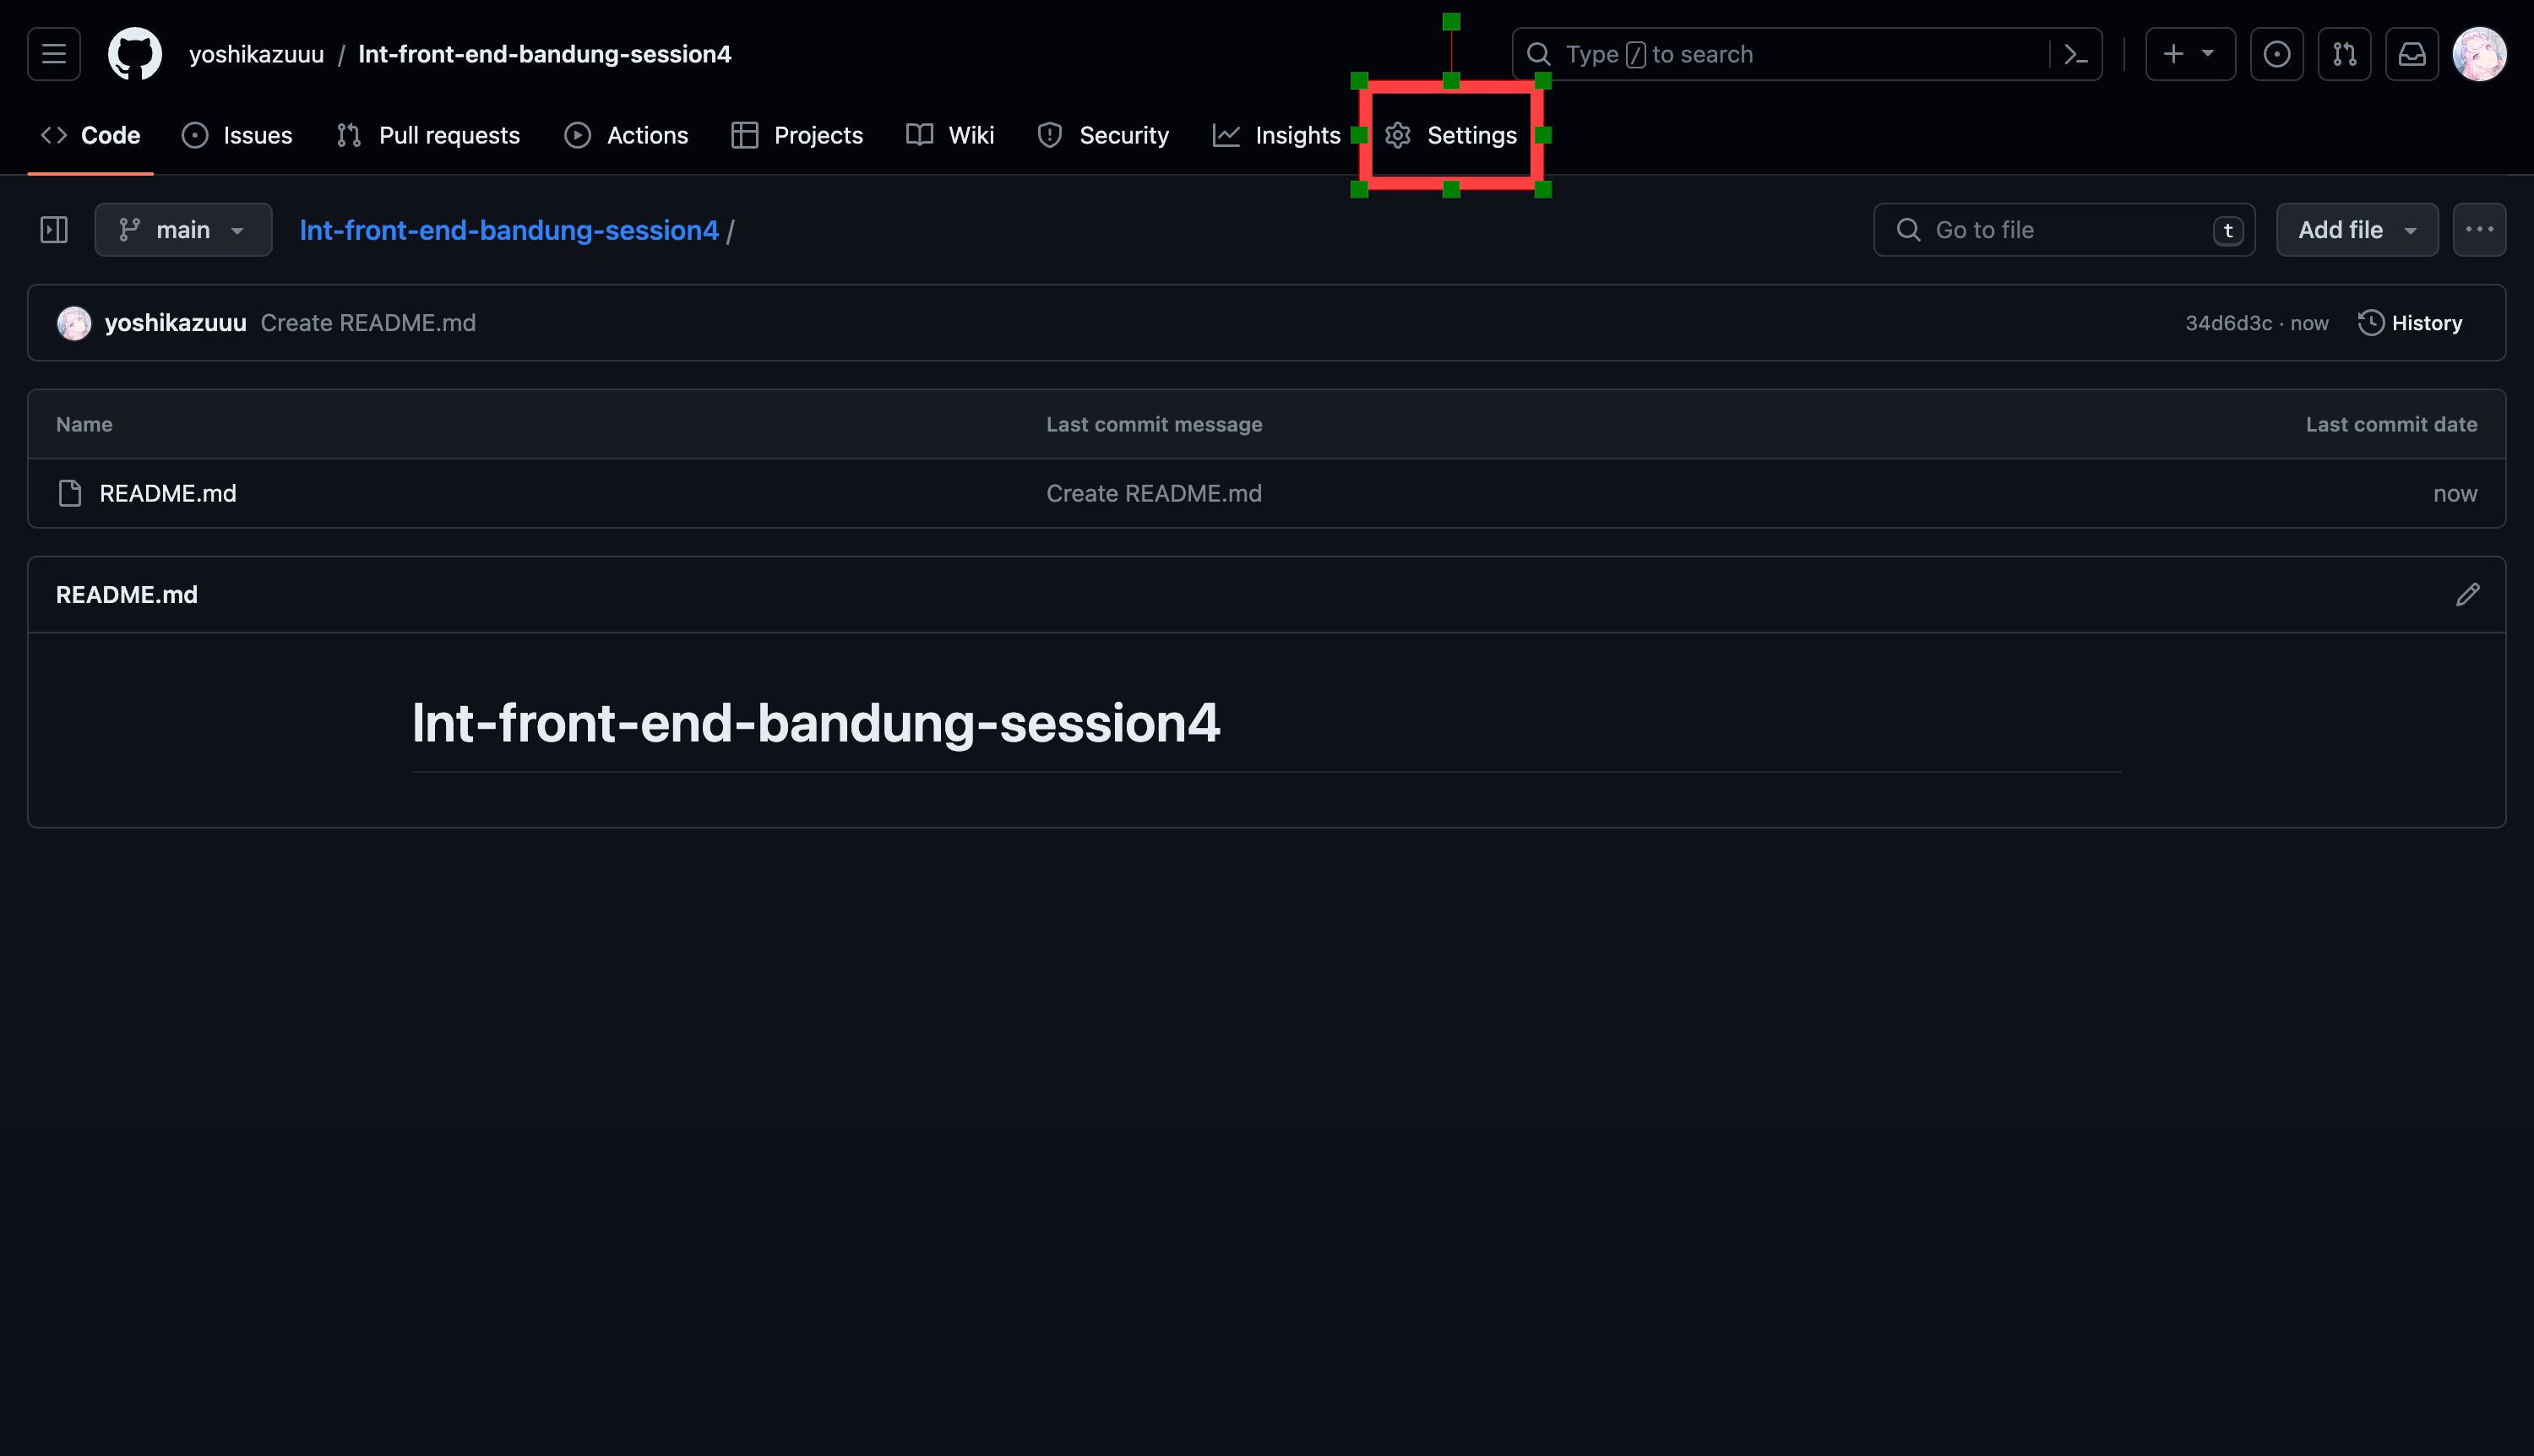 yoshikazuuu / Int-front-end-bandung-session4
Type / to search
Code Issues Pull requests Actions Projects Wiki Security Insights Settings
main Int-front-end-bandung-session4 /
Go to file t Add file
yoshikazuuu Create README.md 34d6d3c · now History
Name Last commit message Last commit date
README.md Create README.md now
README.md
Int-front-end-bandung-session4